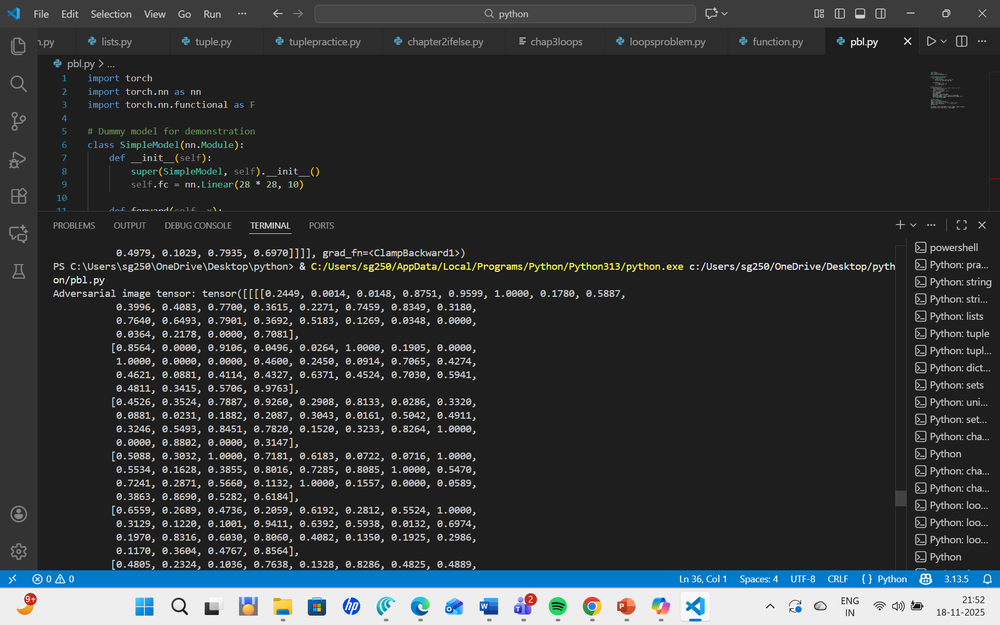 File Edit Selection View Go Run ··· python
n.py lists.py tuple.py tuplepractice.py chapter2ifelse.py chap3loops loopsproblem.py function.py pbl.py
pbl.py > ...
1 import torch
2 import torch.nn as nn
3 import torch.nn.functional as F
4
5 # Dummy model for demonstration
6 class SimpleModel(nn.Module):
7 def __init__(self):
8 super(SimpleModel, self).__init__()
9 self.fc = nn.Linear(28 * 28, 10)
10
11 def forward(self, x):
PROBLEMS OUTPUT DEBUG CONSOLE TERMINAL PORTS
0.4979, 0.1029, 0.7935, 0.6970]]]], grad_fn=<ClampBackward1>)
PS C:\Users\sg250\OneDrive\Desktop\python> & C:/Users/sg250/AppData/Local/Programs/Python/Python313/python.exe c:/Users/sg250/OneDrive/Desktop/pyth
on/pbl.py
Adversarial image tensor: tensor([[[[0.2449, 0.0014, 0.0148, 0.8751, 0.9599, 1.0000, 0.1780, 0.5887,
0.3996, 0.4083, 0.7700, 0.3615, 0.2271, 0.7459, 0.8349, 0.3180,
0.7640, 0.6493, 0.7901, 0.3692, 0.5183, 0.1269, 0.0348, 0.0000,
0.0364, 0.2178, 0.0000, 0.7081],
[0.8564, 0.0000, 0.9106, 0.0496, 0.0264, 1.0000, 0.1905, 0.0000,
1.0000, 0.0000, 0.0000, 0.4600, 0.2450, 0.0914, 0.7065, 0.4274,
0.4621, 0.0881, 0.4114, 0.4327, 0.6371, 0.4524, 0.7030, 0.5941,
0.4811, 0.3415, 0.5706, 0.9763],
[0.4526, 0.3524, 0.7887, 0.9260, 0.2908, 0.8133, 0.0286, 0.3320,
0.0881, 0.0231, 0.1882, 0.2087, 0.3043, 0.0161, 0.5042, 0.4911,
0.3246, 0.5493, 0.8451, 0.7820, 0.1520, 0.3233, 0.8264, 1.0000,
0.0000, 0.8802, 0.0000, 0.3147],
[0.5088, 0.3032, 1.0000, 0.7181, 0.6183, 0.0722, 0.0716, 1.0000,
0.5534, 0.1628, 0.3855, 0.8016, 0.7285, 0.8085, 1.0000, 0.5470,
0.7241, 0.2871, 0.5660, 0.1132, 1.0000, 0.1557, 0.0000, 0.0589,
0.3863, 0.8690, 0.5282, 0.6184],
[0.6559, 0.2689, 0.4736, 0.2059, 0.6192, 0.2812, 0.5524, 1.0000,
0.3129, 0.1220, 0.1001, 0.9411, 0.6392, 0.5938, 0.0132, 0.6974,
0.1970, 0.8316, 0.6030, 0.8060, 0.4082, 0.1350, 0.1925, 0.2986,
0.1170, 0.3604, 0.4767, 0.8564],
[0.4805, 0.2324, 0.1036, 0.7638, 0.1328, 0.8286, 0.4825, 0.4889,
powershell
Python: pra...
Python: string
Python: stri...
Python: lists
Python: tuple
Python: tupl...
Python: dict...
Python: sets
Python: uni...
Python: set...
Python: cha...
Python
Python: cha...
Python: cha...
Python: loo...
Python: loo...
Python: loo...
Python
0 0 Ln 36, Col 1 Spaces: 4 UTF-8 CRLF { } Python 3.13.5
9+ 2 ENG 21:52
IN 18-11-2025